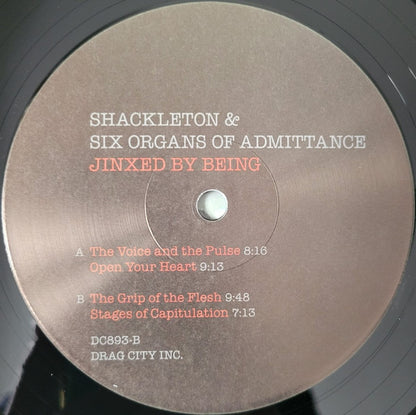 SHACKLETON &
SIX ORGANS OF ADMITTANCE
JINXED BY BEING
A The Voice and the Pulse 8:16
Open Your Heart 9:13
B The Grip of the Flesh 9:48
Stages of Capitulation 7:13
DC893-B
DRAG CITY INC.